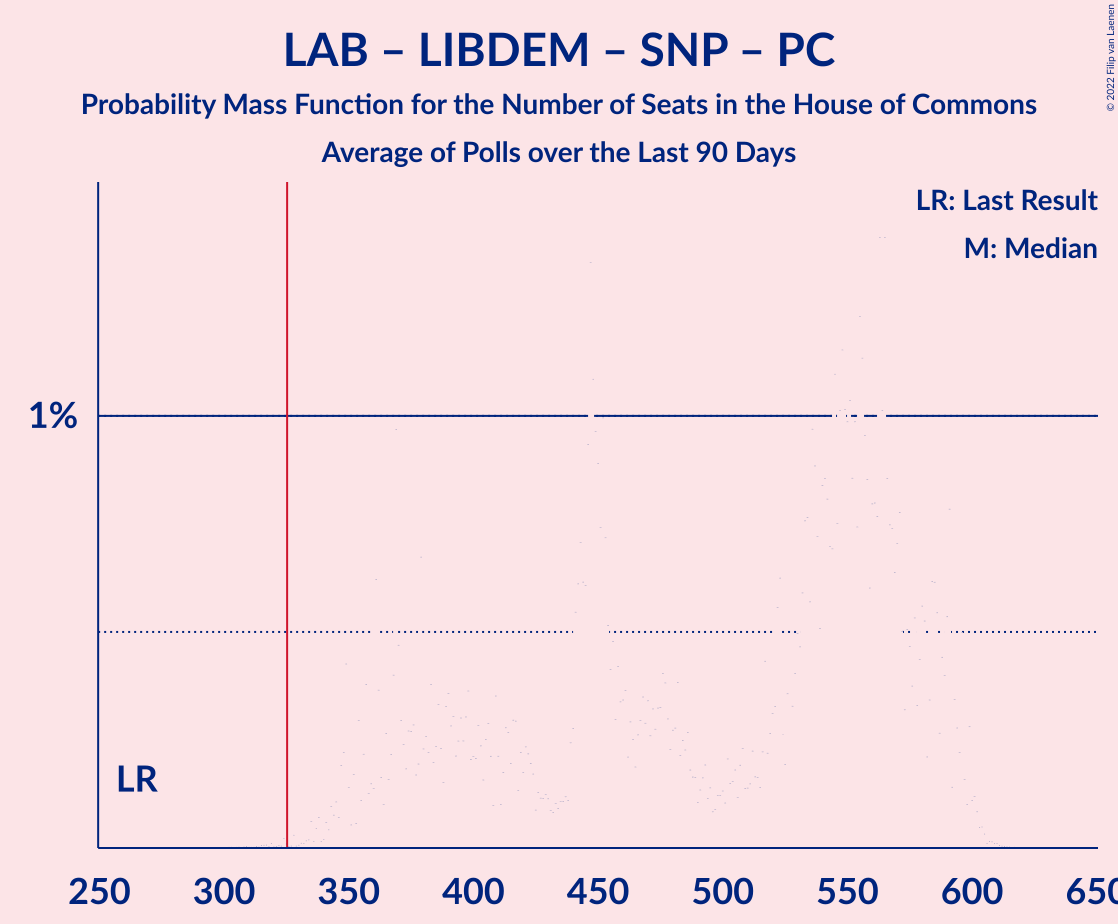 LAB – LIBDEM – SNP – PC
Probability Mass Function for the Number of Seats in the House of Commons
Average of Polls over the Last 90 Days
© 2022 Filip van Laenen
LR: Last Result
M: Median
1%
LR
250 300 350 400 450 500 550 600 650